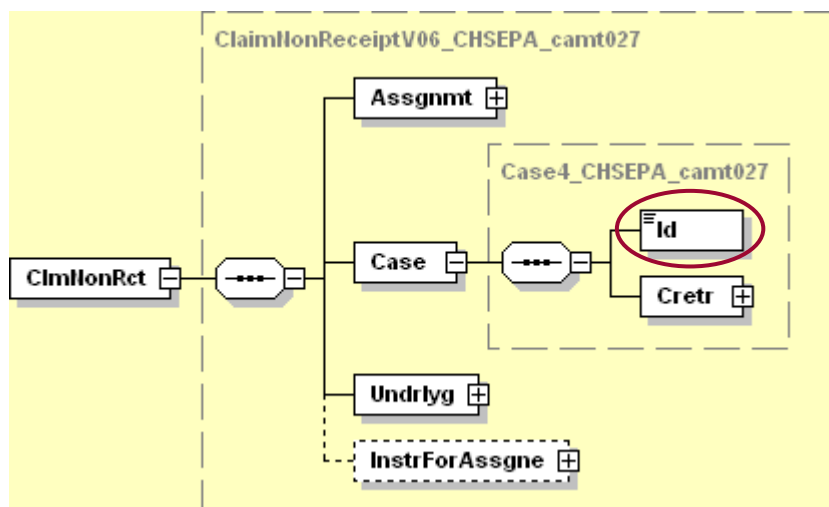 ClaimNonReceiptV06_CHSEPA_camt027
Assgnmt
Case4_CHSEPA_camt027
Id
ClmNonRct
Case
Cretr
Undrlyg
InstrForAssgne